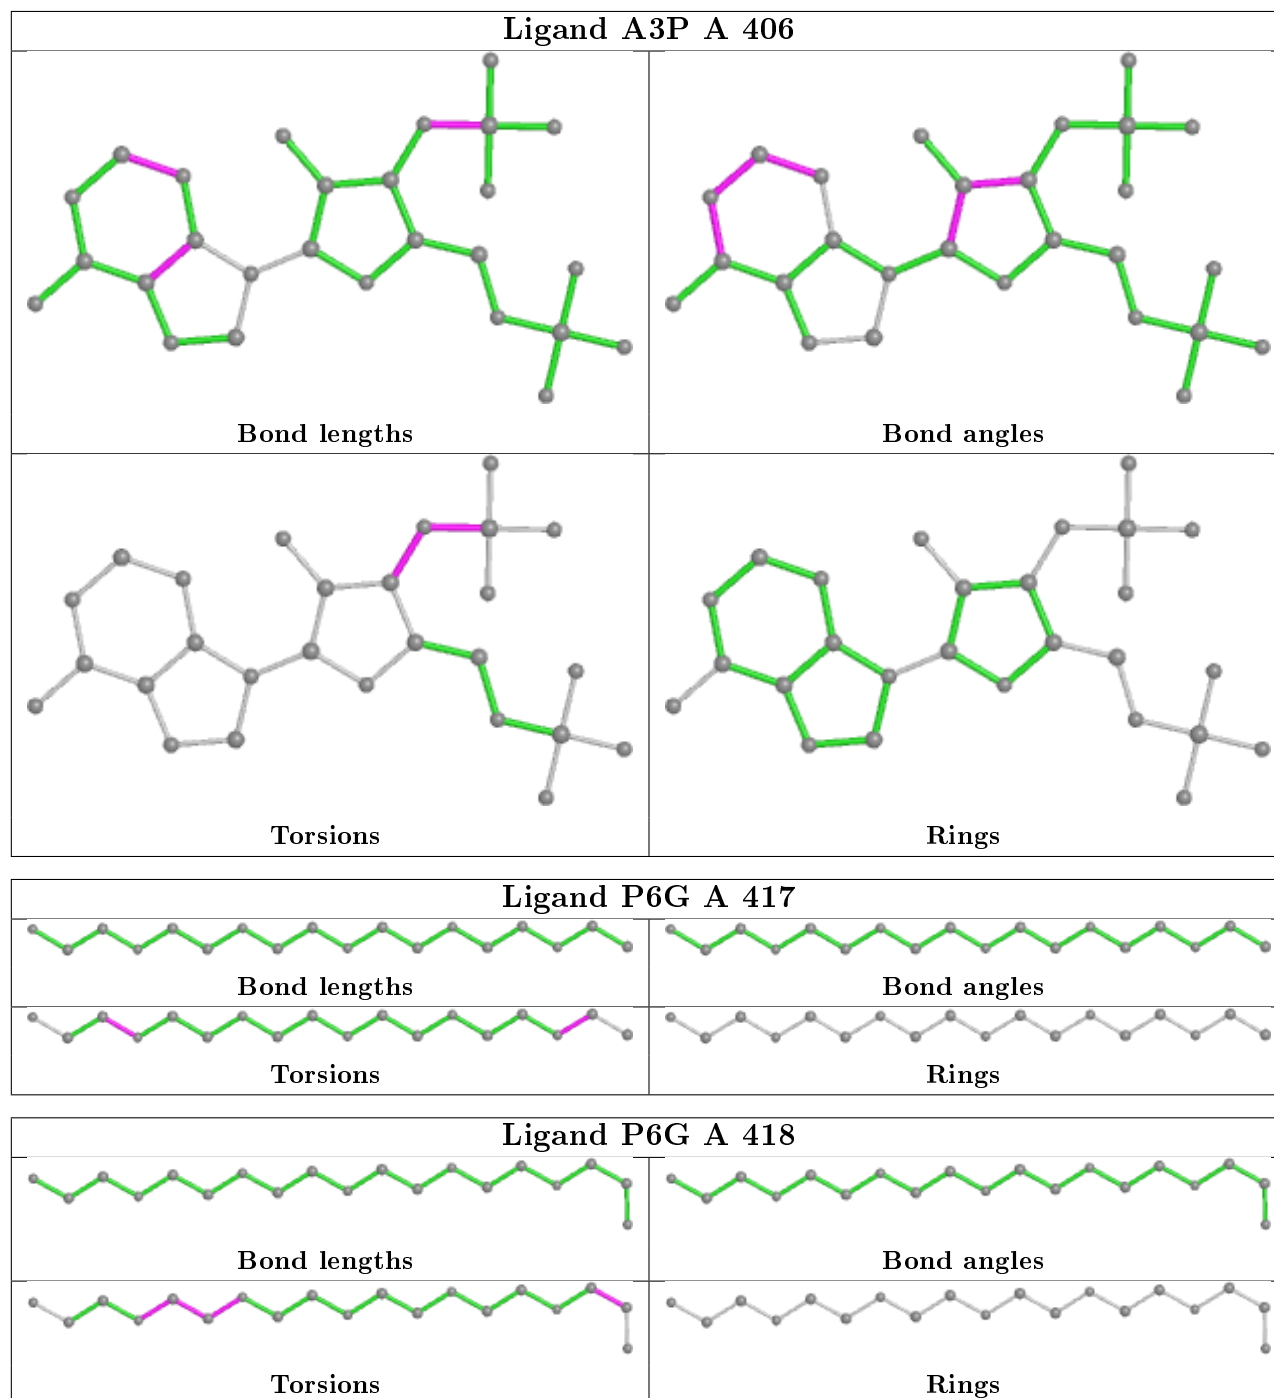 Ligand A3P A 406
Bond lengths
Bond angles
Torsions
Rings
Ligand P6G A 417
Bond lengths
Bond angles
Torsions
Rings
Ligand P6G A 418
Bond lengths
Bond angles
Torsions
Rings